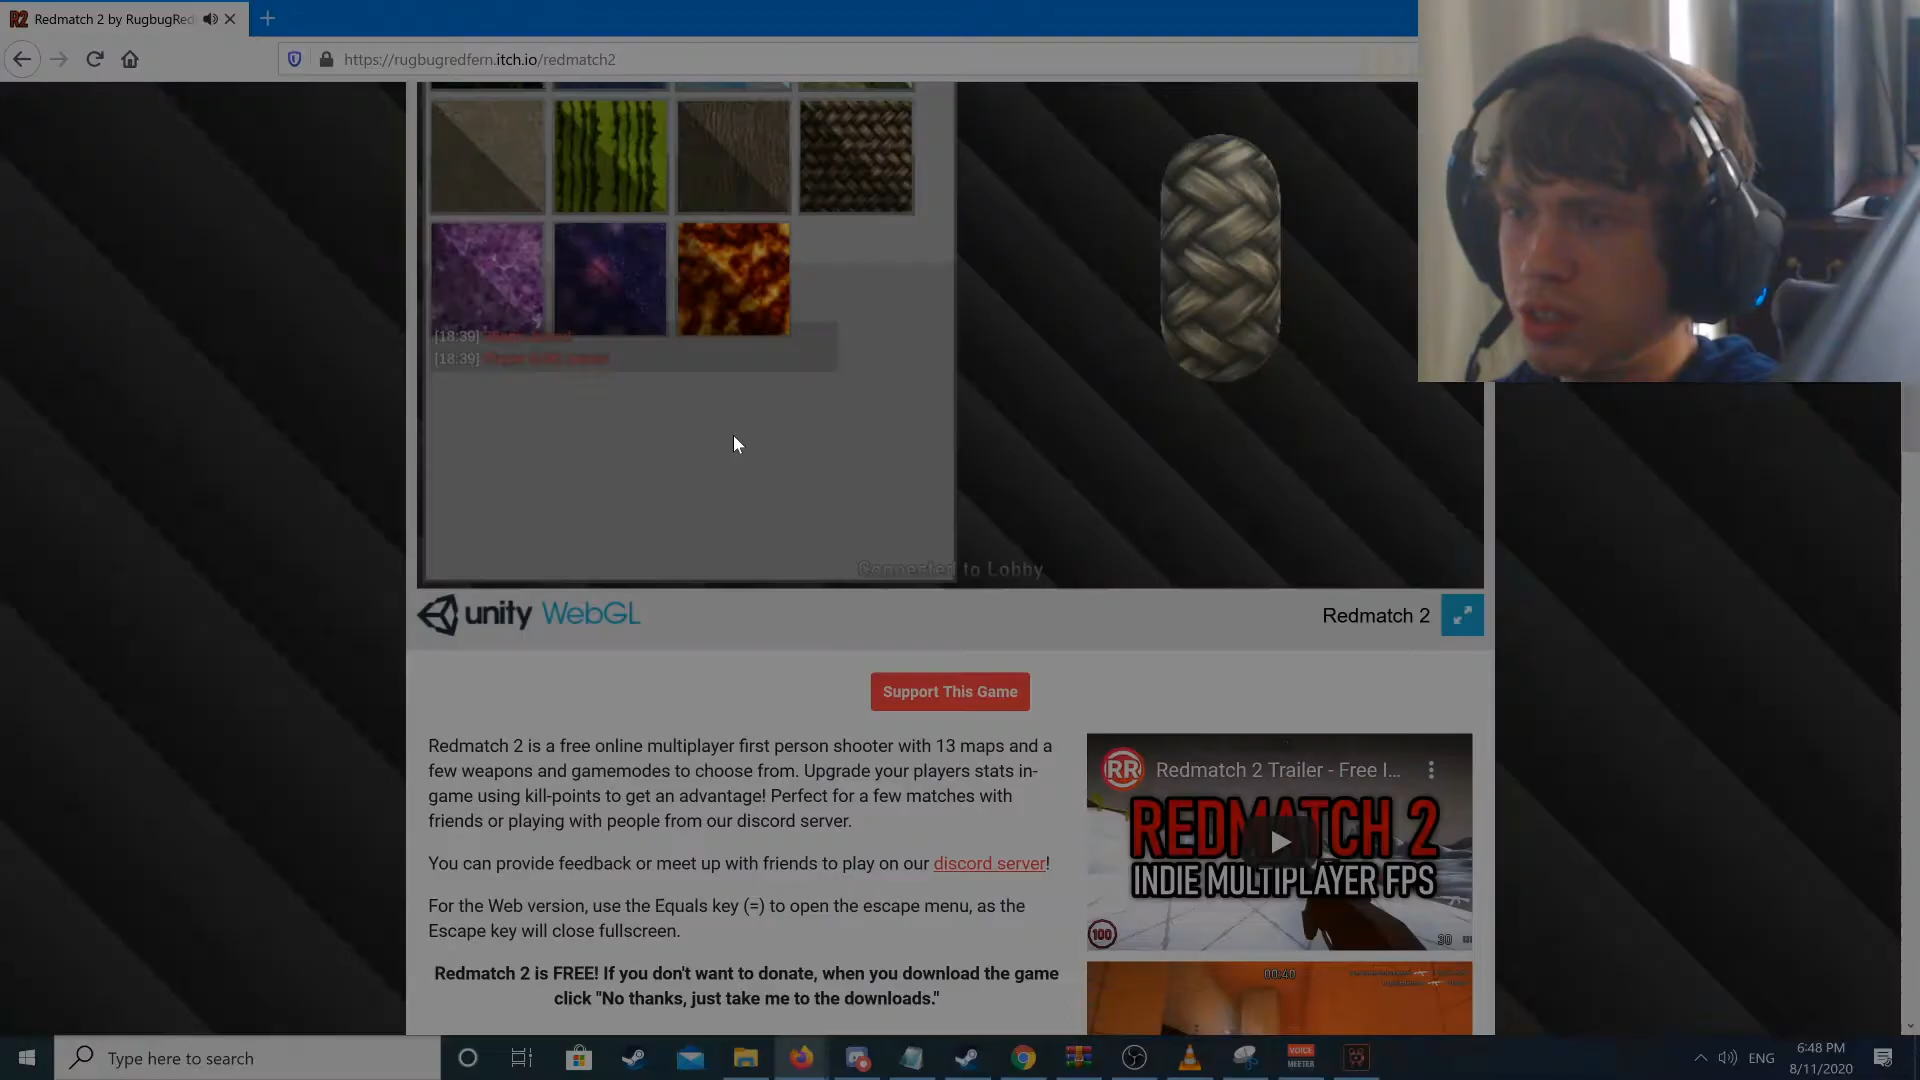 Redmatch 2 by RugbugRed
https://rugbugredfern.itch.io/redmatch2
[18:39]
[18:39]
Connected to Lobby
unity WebGL
Redmatch 2
Support This Game
Redmatch 2 is a free online multiplayer first person shooter with 13 maps and a
few weapons and gamemodes to choose from. Upgrade your players stats in-
game using kill-points to get an advantage! Perfect for a few matches with
friends or playing with people from our discord server.
You can provide feedback or meet up with friends to play on our discord server!
For the Web version, use the Equals key (=) to open the escape menu, as the
Escape key will close fullscreen.
Redmatch 2 is FREE! If you don't want to donate, when you download the game
click "No thanks, just take me to the downloads."
RR Redmatch 2 Trailer - Free I...
REDMATCH 2
INDIE MULTIPLAYER FPS
100
30
00:40
Type here to search
VOICE
MEETER
ENG
6:48 PM
8/11/2020